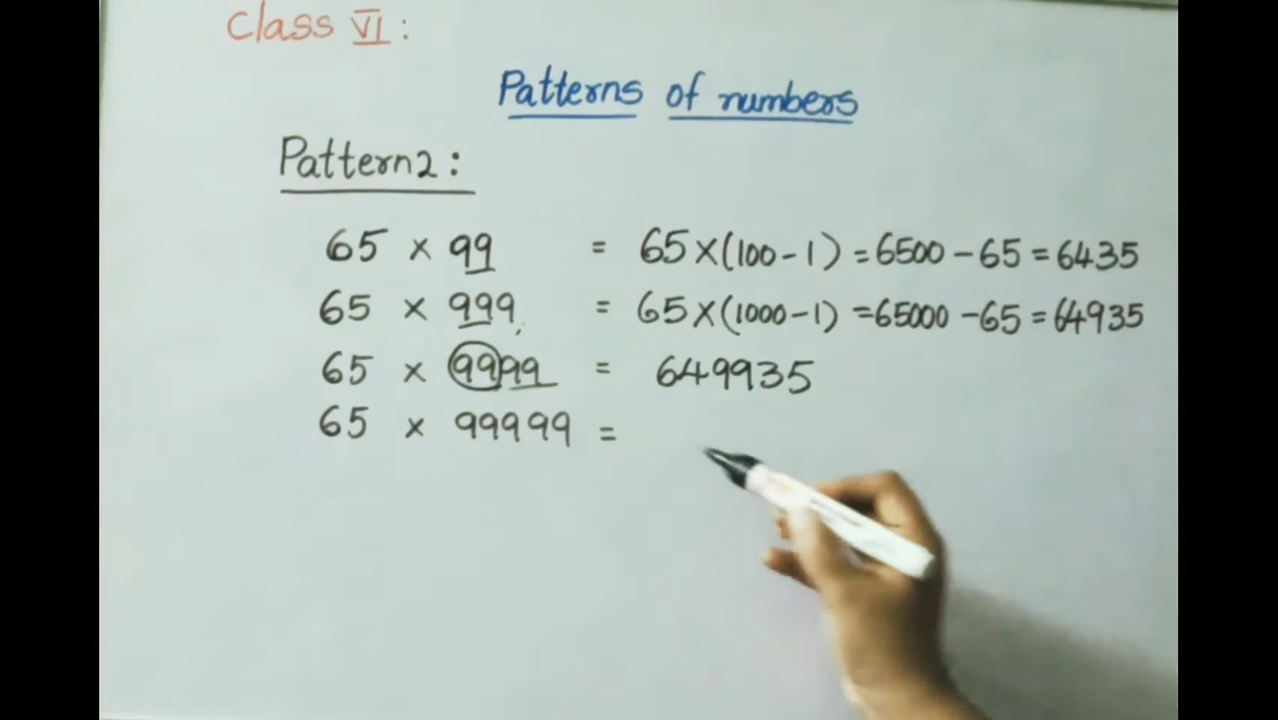 Class VI:
Patterns of numbers
Pattern2:
65 × 99 = 65×(100-1) = 6500 - 65 = 6435
65 × 999 = 65×(1000-1) = 65000 - 65 = 64935
65 × 9999 = 649935
65 × 99999 =